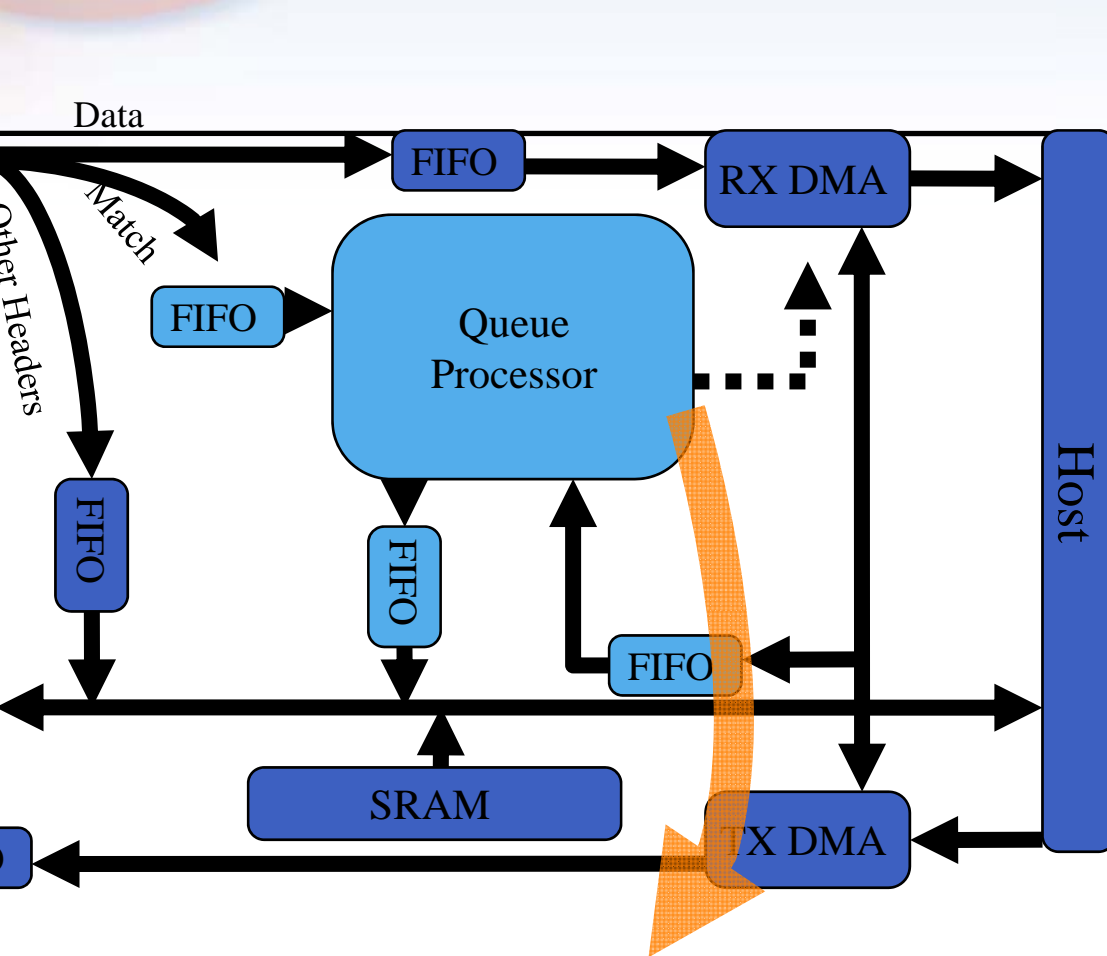 Data
FIFO
RX DMA
Match
Other Headers
FIFO
Queue
Processor
Host
FIFO
FIFO
FIFO
SRAM
TX DMA